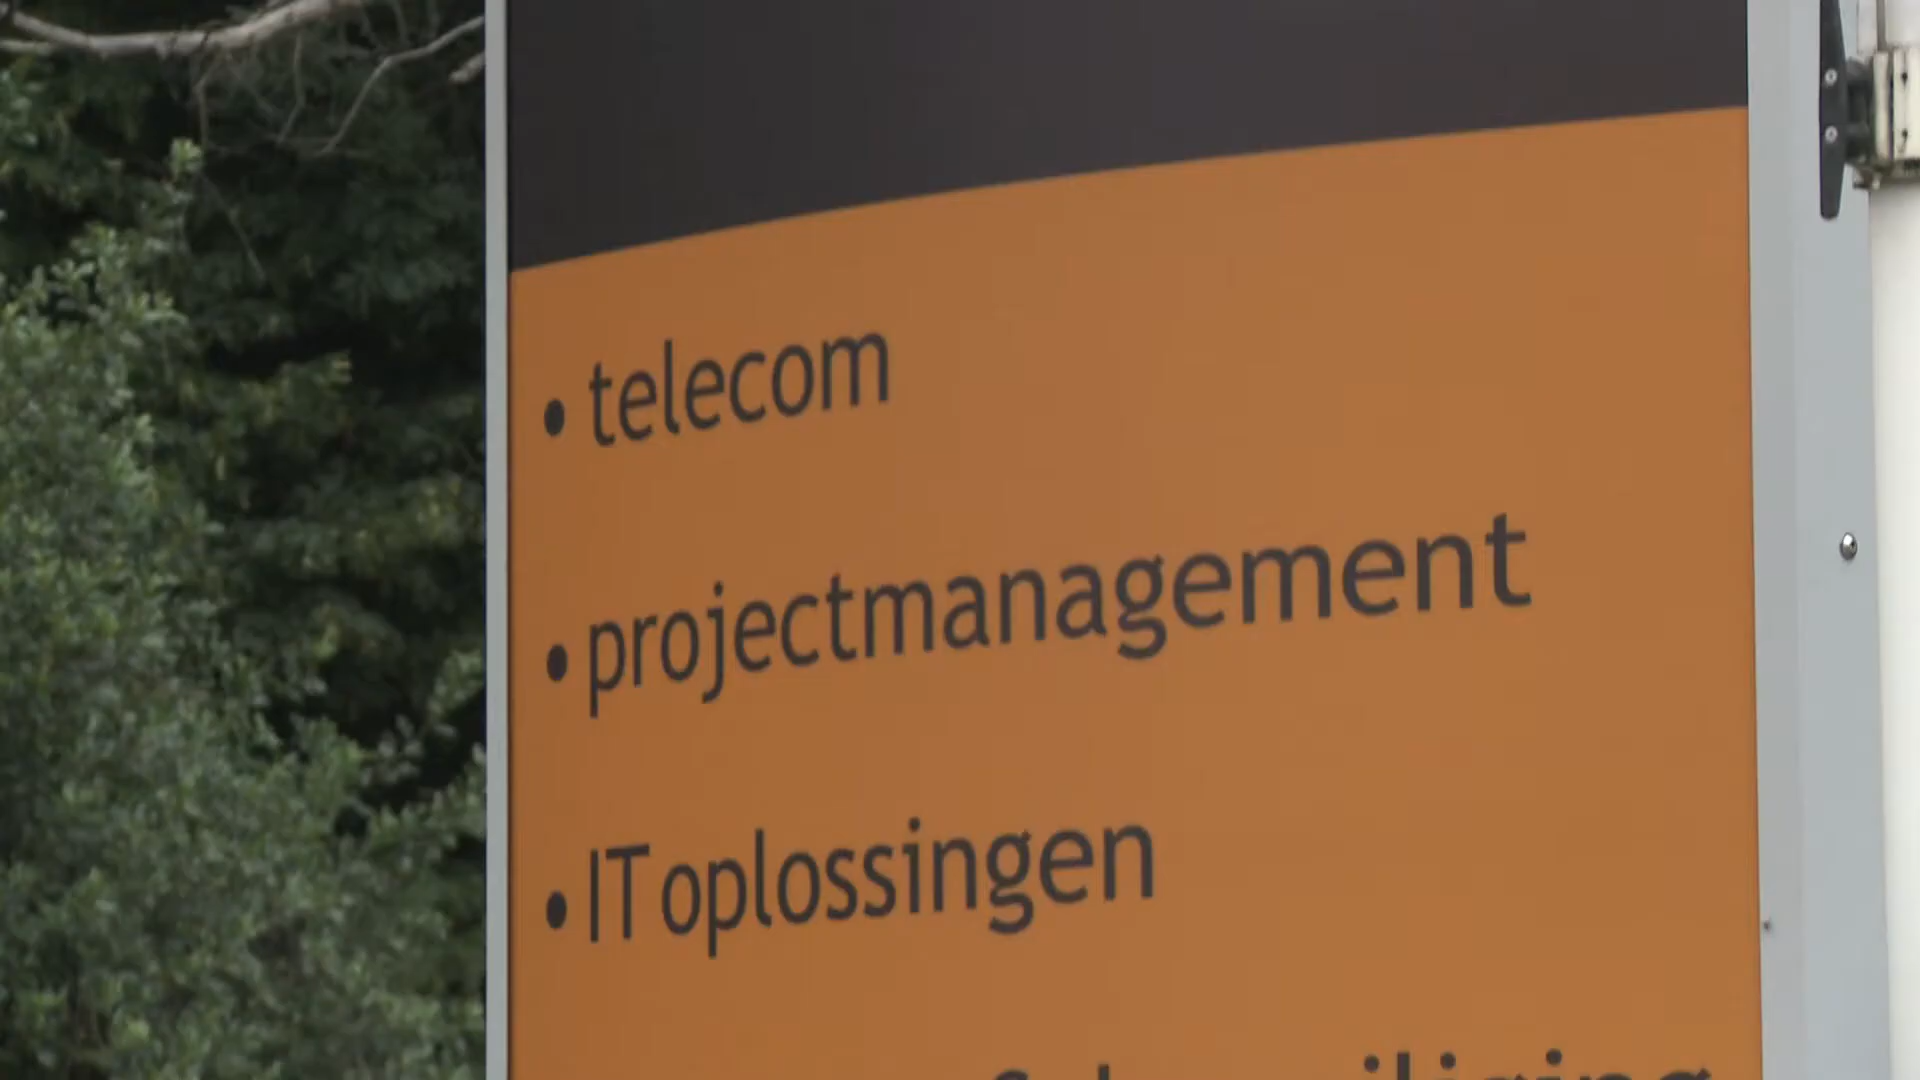 • telecom
• projectmanagement
• IT oplossingen